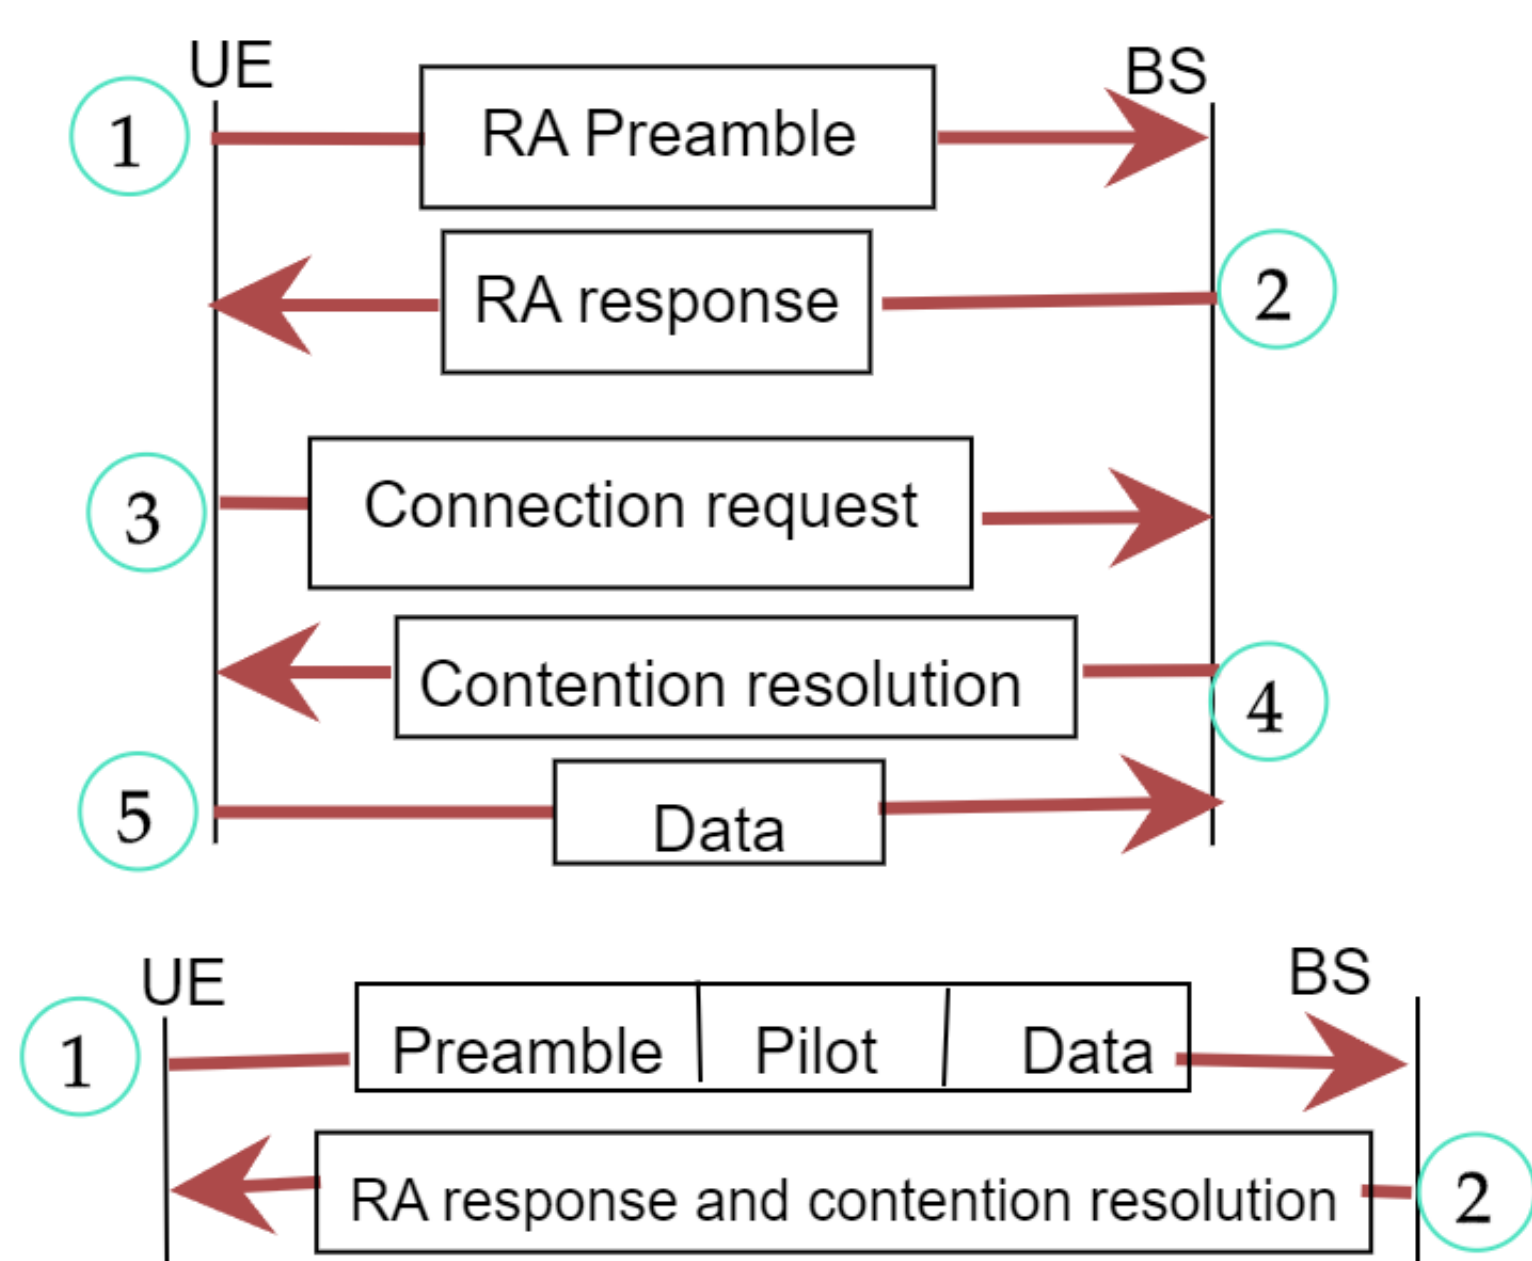 UE
BS
1
RA Preamble
RA response
2
3
Connection request
Contention resolution
4
5
Data
UE
BS
1
Preamble Pilot Data
RA response and contention resolution
2